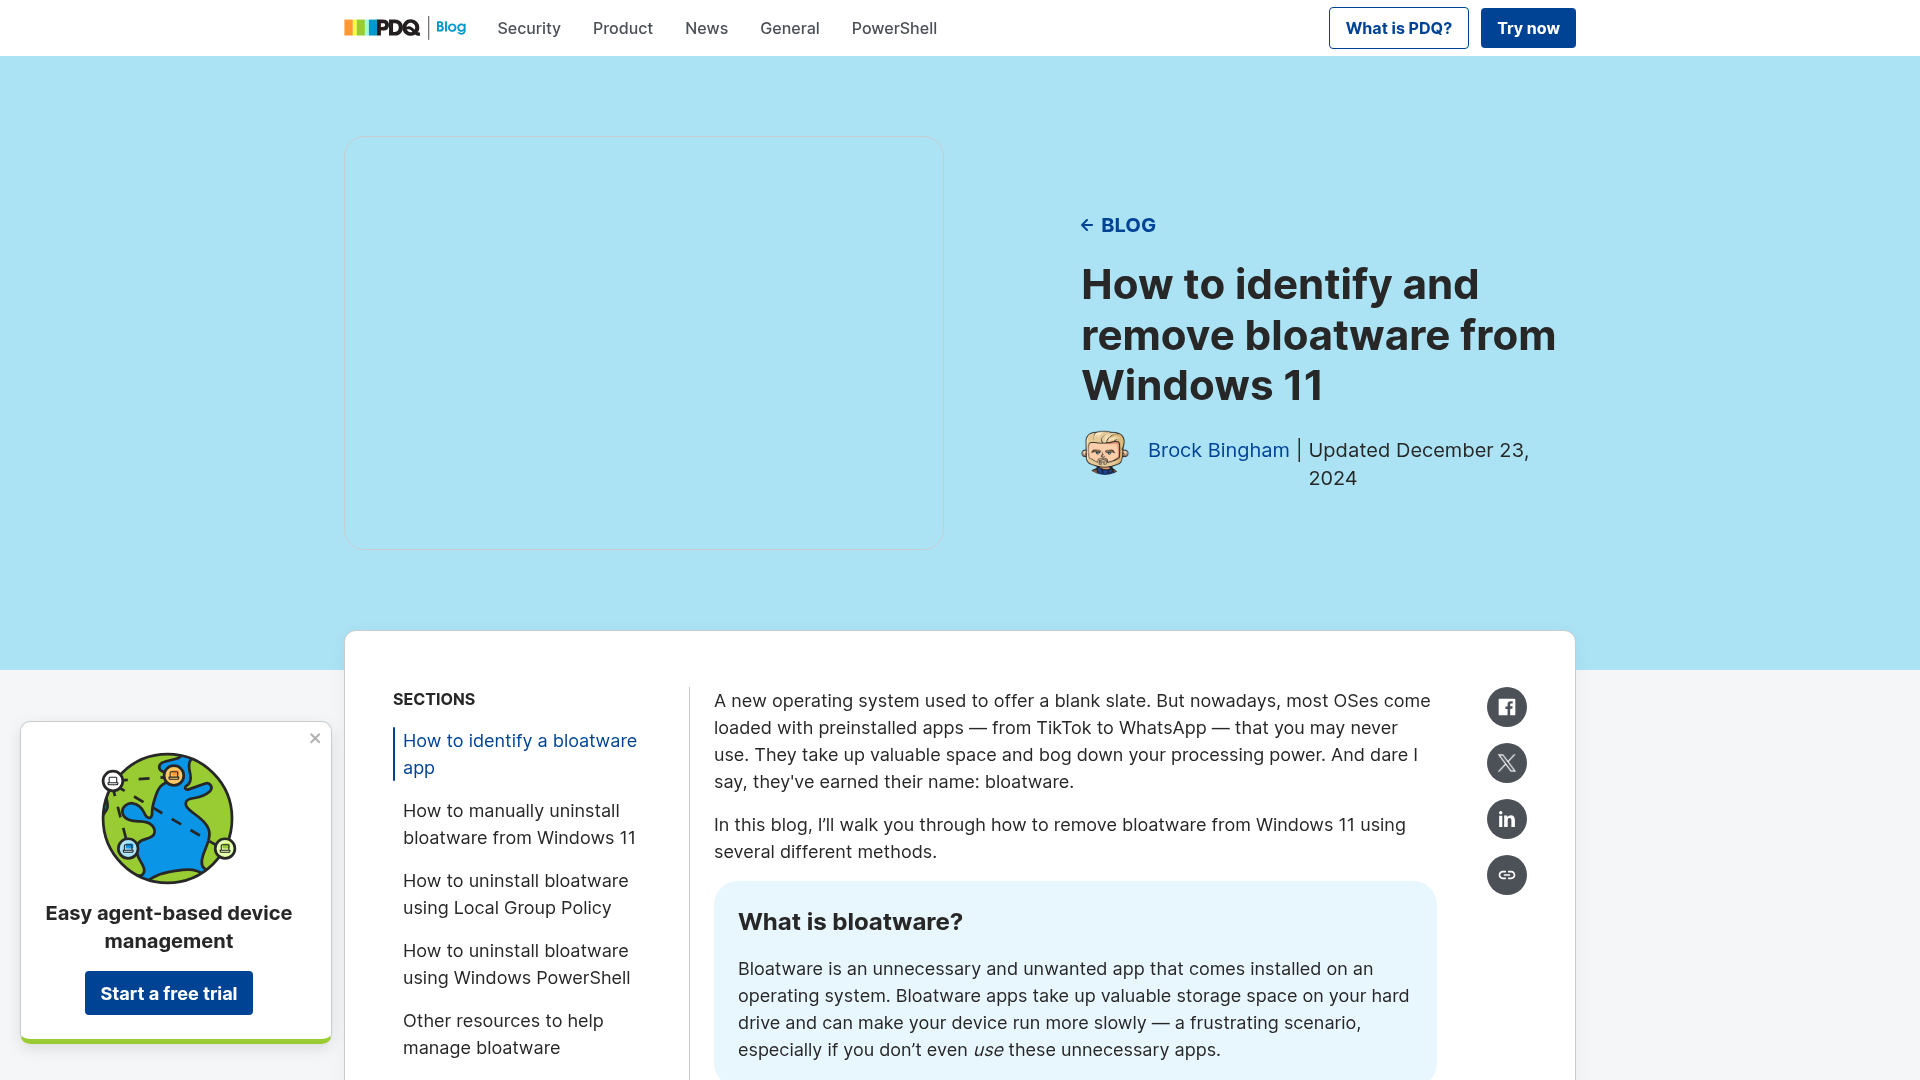 PDQ Blog Security Product News General PowerShell What is PDQ? Try now
← BLOG
How to identify and
remove bloatware from
Windows 11
Brock Bingham | Updated December 23,
2024
SECTIONS
How to identify a bloatware
app
How to manually uninstall
bloatware from Windows 11
How to uninstall bloatware
using Local Group Policy
How to uninstall bloatware
using Windows PowerShell
Other resources to help
manage bloatware
A new operating system used to offer a blank slate. But nowadays, most OSes come
loaded with preinstalled apps — from TikTok to WhatsApp — that you may never
use. They take up valuable space and bog down your processing power. And dare I
say, they've earned their name: bloatware.
In this blog, I’ll walk you through how to remove bloatware from Windows 11 using
several different methods.
What is bloatware?
Bloatware is an unnecessary and unwanted app that comes installed on an
operating system. Bloatware apps take up valuable storage space on your hard
drive and can make your device run more slowly — a frustrating scenario,
especially if you don’t even use these unnecessary apps.
Easy agent-based device
management
Start a free trial